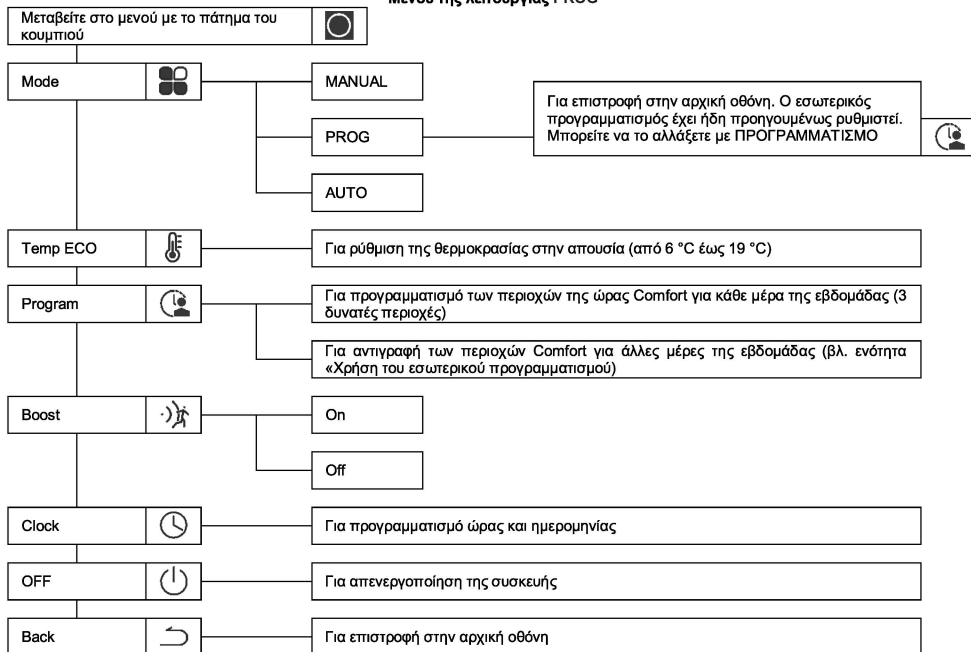 Μενού της λειτουργίας PROG
Μεταβείτε στο μενού με το πάτημα του
κουμπιού
Mode
MANUAL
PROG
Για επιστροφή στην αρχική οθόνη. Ο εσωτερικός
προγραμματισμός έχει ήδη προηγουμένως ρυθμιστεί.
Μπορείτε να το αλλάξετε με ΠΡΟΓΡΑΜΜΑΤΙΣΜΟ
AUTO
Temp ECO
Για ρύθμιση της θερμοκρασίας στην απουσία (από 6 °C έως 19 °C)
Program
Για προγραμματισμό των περιοχών της ώρας Comfort για κάθε μέρα της εβδομάδας (3
δυνατές περιοχές)
Για αντιγραφή των περιοχών Comfort για άλλες μέρες της εβδομάδας (βλ. ενότητα
«Χρήση του εσωτερικού προγραμματισμού)
Boost
On
Off
Clock
Για προγραμματισμό ώρας και ημερομηνίας
OFF
Για απενεργοποίηση της συσκευής
Back
Για επιστροφή στην αρχική οθόνη